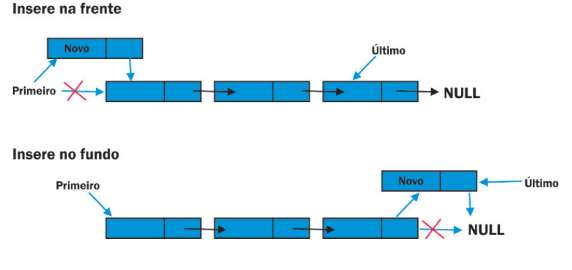 Insere na frente
Novo
Último
Primeiro
NULL
Insere no fundo
Primeiro
Novo
Último
NULL